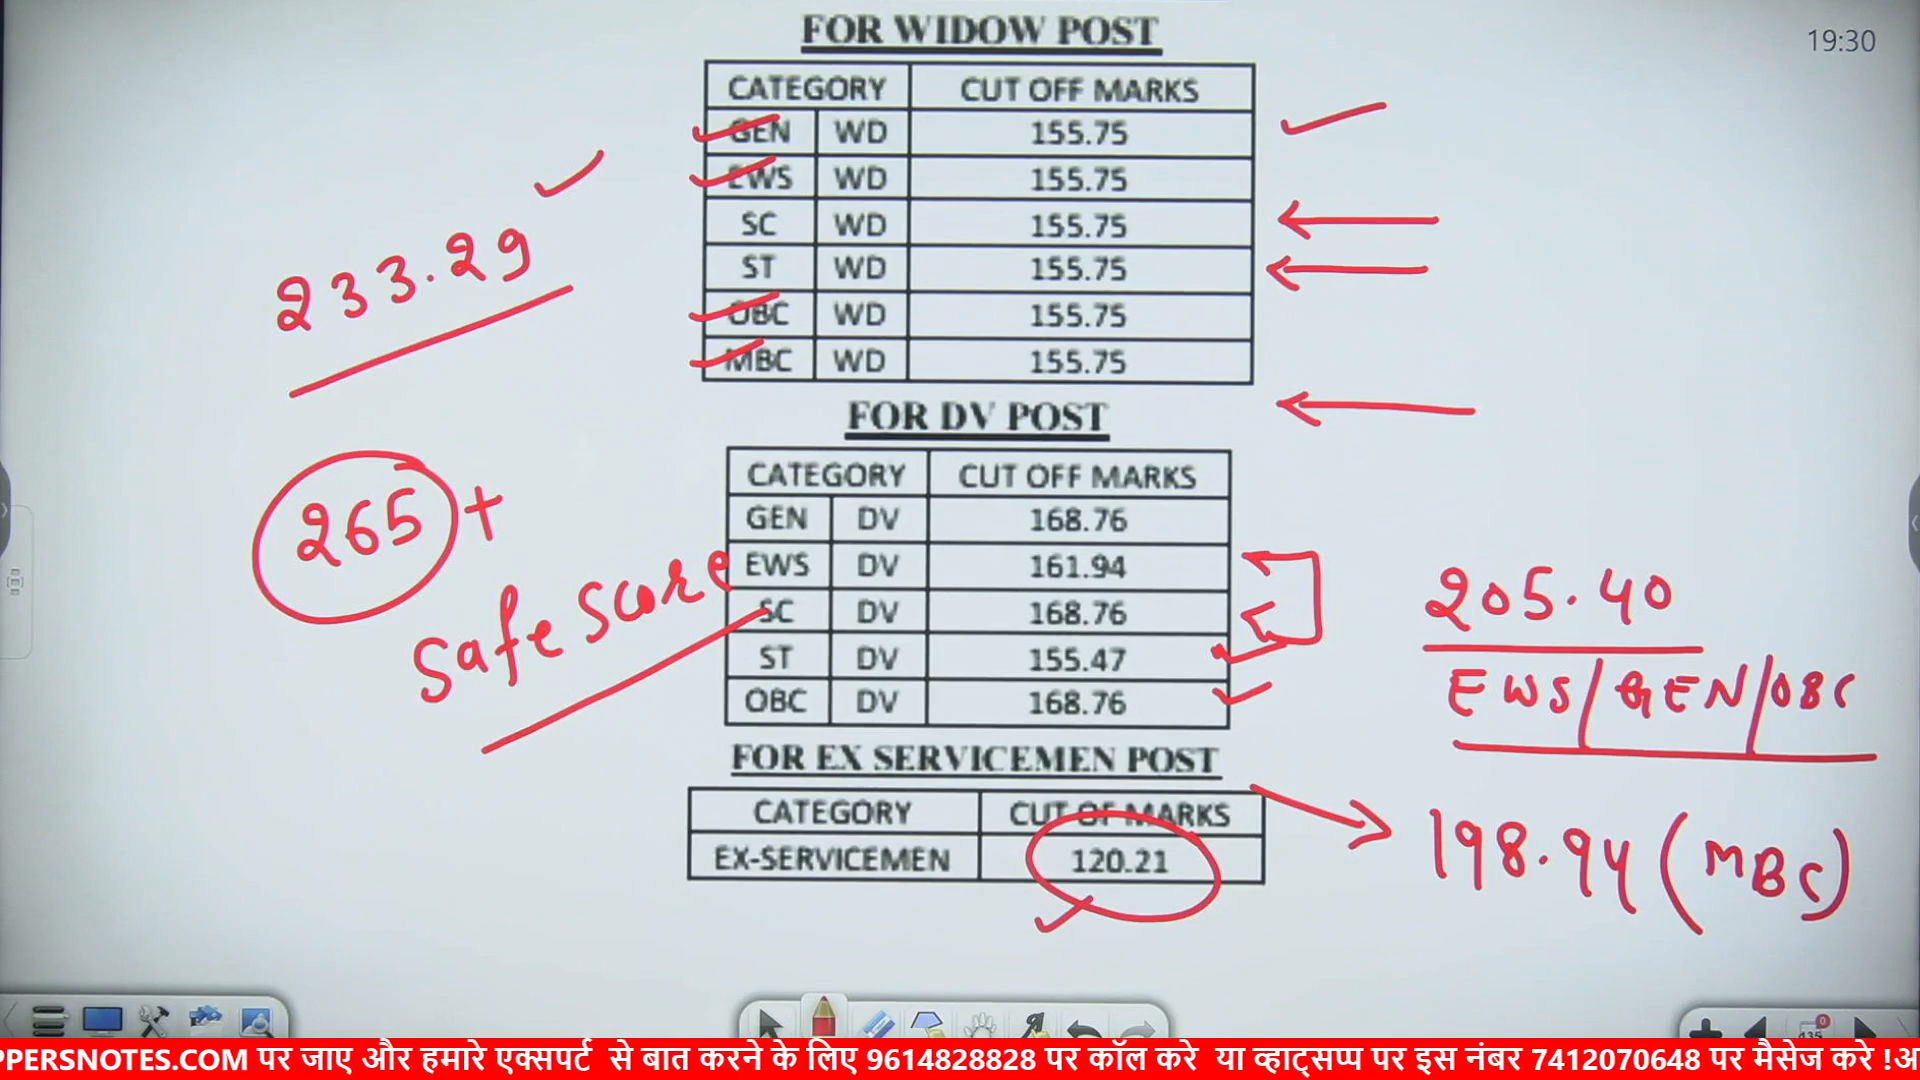 FOR WIDOW POST
19:30
CATEGORY CUT OFF MARKS
GEN WD 155.75
EWS WD 155.75
SC WD 155.75
ST WD 155.75
OBC WD 155.75
MBC WD 155.75
233.29
FOR DV POST
CATEGORY CUT OFF MARKS
GEN DV 168.76
EWS DV 161.94
SC DV 168.76
ST DV 155.47
OBC DV 168.76
265+
Safe Score
205.40
EWS/GEN/OBC
FOR EX SERVICEMEN POST
CATEGORY CUT OF MARKS
EX-SERVICEMEN 120.21
198.94 (MBC)
PPERSNOTES.COM पर जाए और हमारे एक्सपर्ट से बात करने के लिए 9614828828 पर कॉल करे या व्हाट्सप्प पर इस नंबर 7412070648 पर मैसेज करे !अ